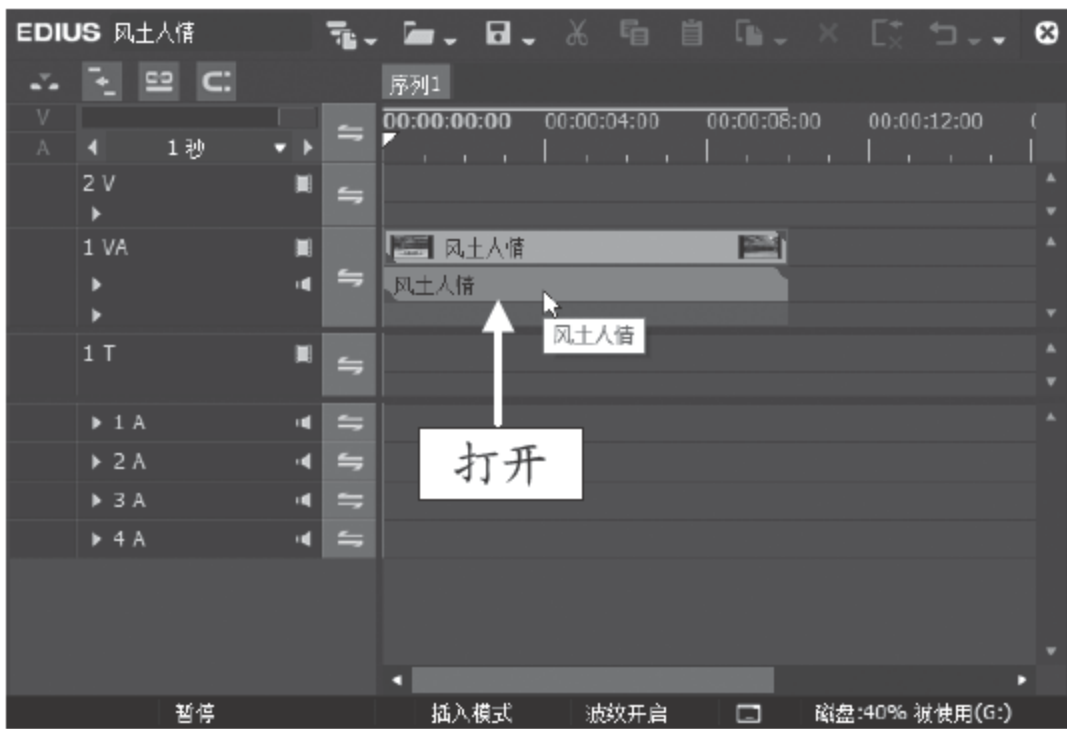 EDIUS 风土人情
序列1
V
A
1秒
00:00:00:00 00:00:04:00 00:00:08:00 00:00:12:00
2 V
1 VA
风土人情
风土人情
风土人情
1 T
打开
1 A
2 A
3 A
4 A
暂停 插入模式 波纹开启 磁盘:40% 被使用(G:)